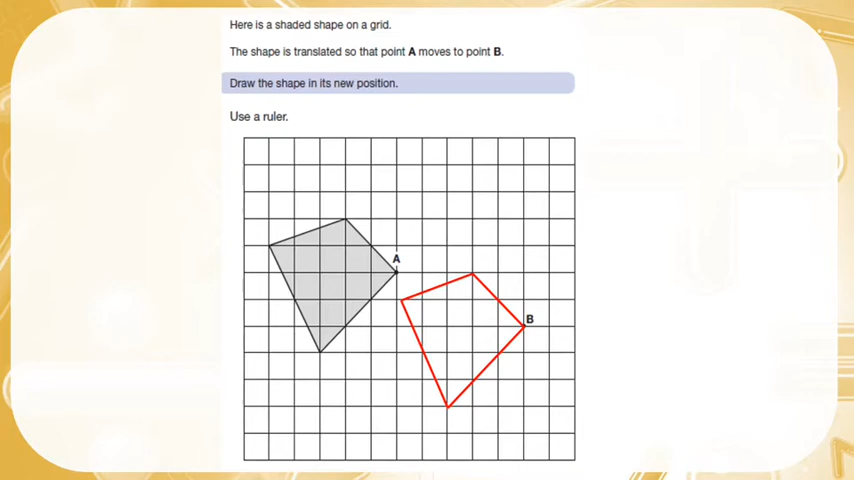 Here is a shaded shape on a grid.
The shape is translated so that point A moves to point B.
Draw the shape in its new position.
Use a ruler.
A
B